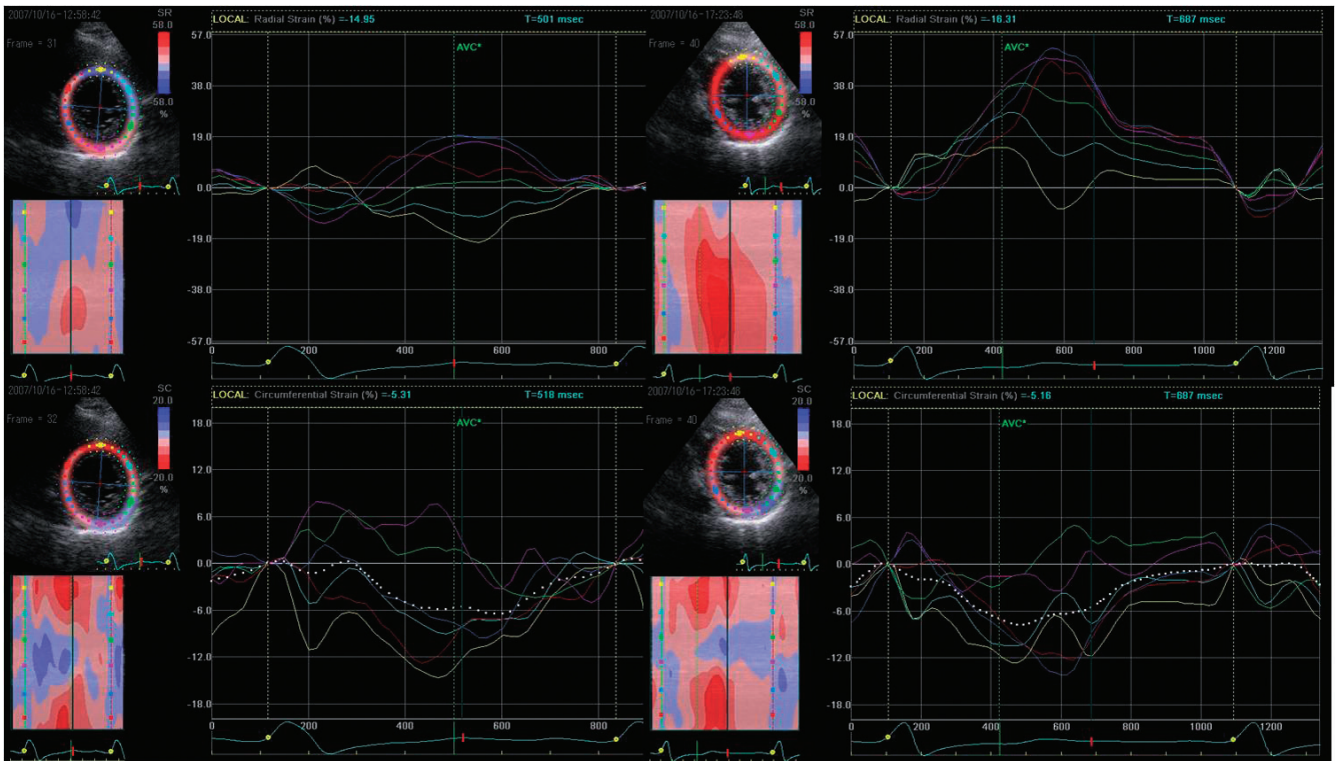 2007/10/16-12:58:42
SR
58.0
Frame = 31
58.0
%
LOCAL: Radial Strain (%) =-14.95 T=501 msec
57.0
AVC*
38.0
19.0
0.0
-19.0
-38.0
-57.0
0 200 400 600 800
2007/10/16-17:23:48
SR
58.0
Frame = 40
58.0
%
LOCAL: Radial Strain (%) =-16.31 T=687 msec
57.0
AVC*
38.0
19.0
0.0
-19.0
-38.0
-57.0
0 200 400 600 800 1000 1200
2007/10/16-12:58:42
SC
20.0
Frame = 32
-20.0
%
LOCAL: Circumferential Strain (%) =-5.31 T=518 msec
18.0
AVC*
12.0
6.0
0.0
-6.0
-12.0
-18.0
0 200 400 600 800
2007/10/16-17:23:48
SC
20.0
Frame = 40
-20.0
%
LOCAL: Circumferential Strain (%) =-5.16 T=687 msec
18.0
AVC*
12.0
6.0
0.0
-6.0
-12.0
-18.0
0 200 400 600 800 1000 1200